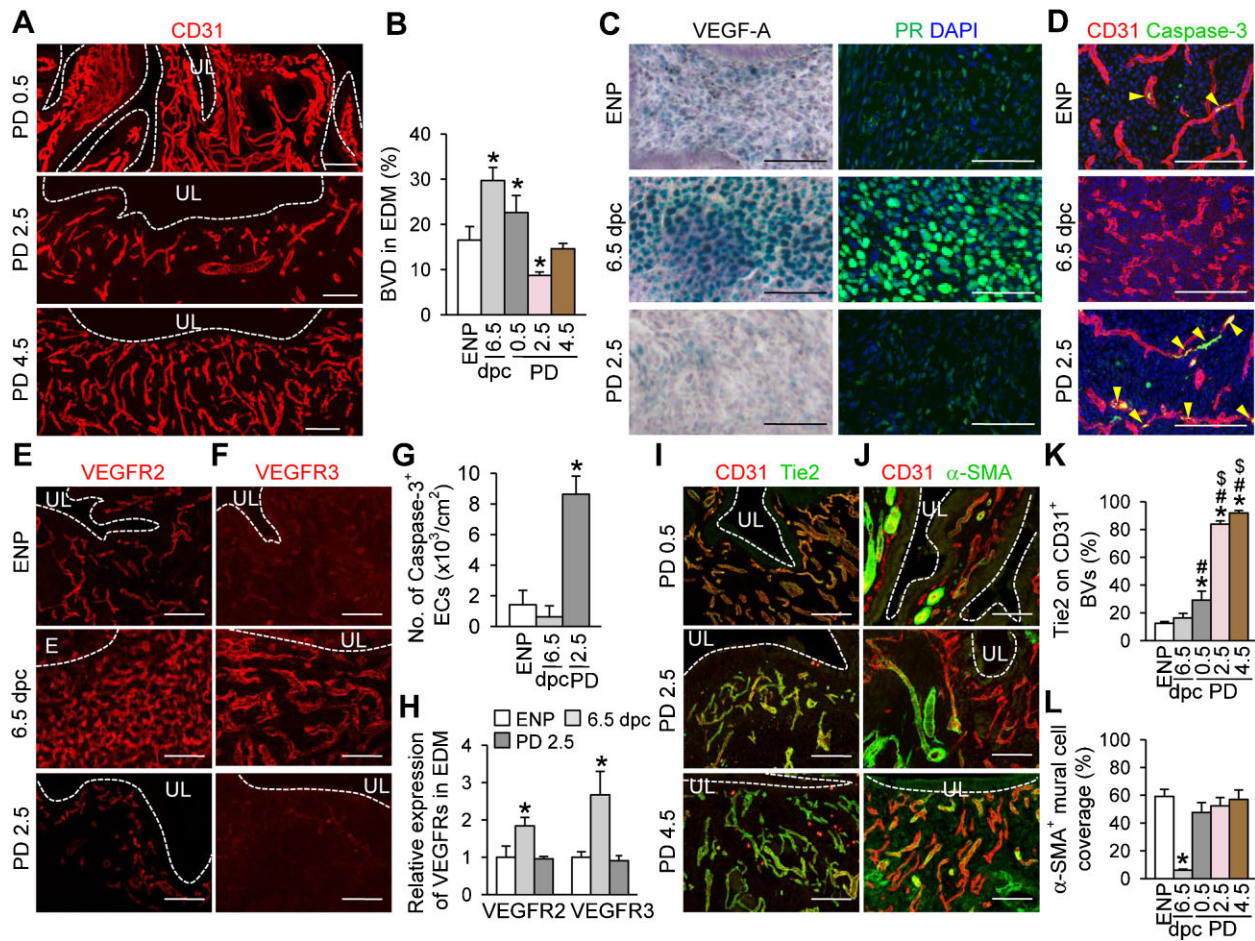 A
CD31
PD 0.5
UL
PD 2.5
UL
PD 4.5
UL
B
BVD in EDM (%)
40
30
20
10
0
ENP
6.5
0.5
2.5
4.5
dpc
PD
*
*
*
C
VEGF-A
PR DAPI
ENP
6.5 dpc
PD 2.5
D
CD31 Caspase-3
ENP
6.5 dpc
PD 2.5
E
VEGFR2
ENP
UL
6.5 dpc
E
PD 2.5
UL
F
VEGFR3
UL
UL
UL
G
No. of Caspase-3⁺
ECs (x10³/cm²)
10
8
6
4
2
0
*
ENP
6.5
2.5
dpc
PD
H
ENP
6.5 dpc
PD 2.5
Relative expression
of VEGFRs in EDM
4
3
2
1
0
*
*
VEGFR2
VEGFR3
I
CD31 Tie2
PD 0.5
UL
PD 2.5
UL
PD 4.5
UL
J
CD31 α-SMA
UL
UL
UL
K
Tie2 on CD31⁺
BVs (%)
100
80
60
40
20
0
#
*
$
#
*
$
#
*
ENP
6.5
0.5
2.5
4.5
dpc
PD
L
α-SMA⁺ mural cell
coverage (%)
100
80
60
40
20
0
*
ENP
6.5
0.5
2.5
4.5
dpc
PD